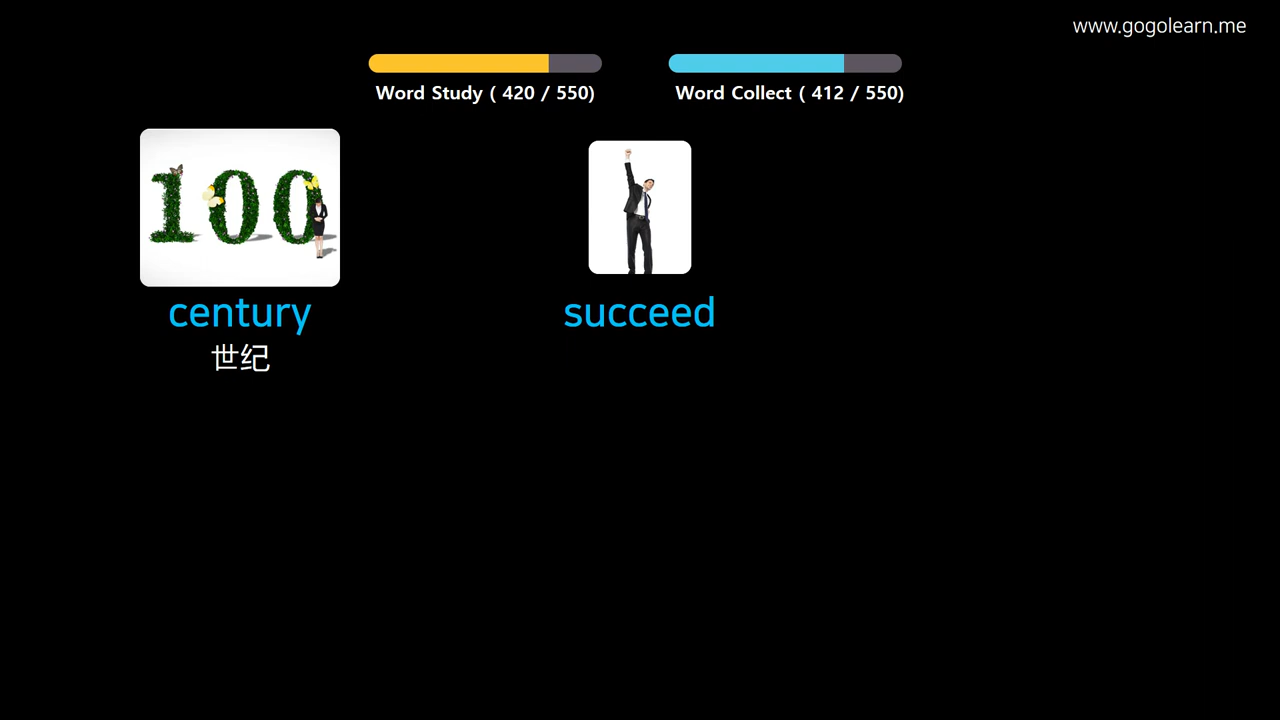 www.gogolearn.me
Word Study ( 420 / 550)
Word Collect ( 412 / 550)
100
century
世纪
succeed